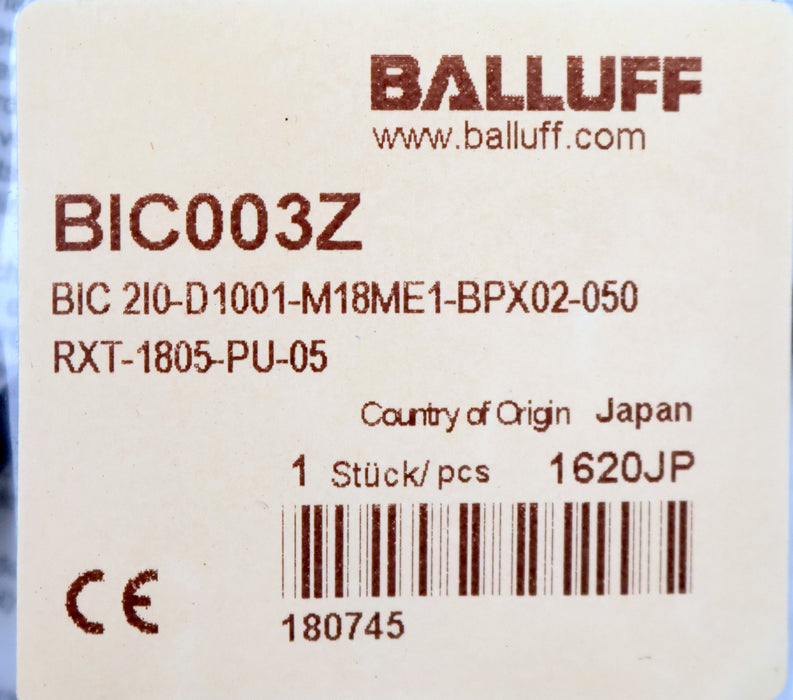 BALLUFF
www.balluff.com
BIC003Z
BIC 2I0-D1001-M18ME1-BPX02-050
RXT-1805-PU-05
Country of Origin Japan
1 Stück/pcs 1620JP
CE
180745